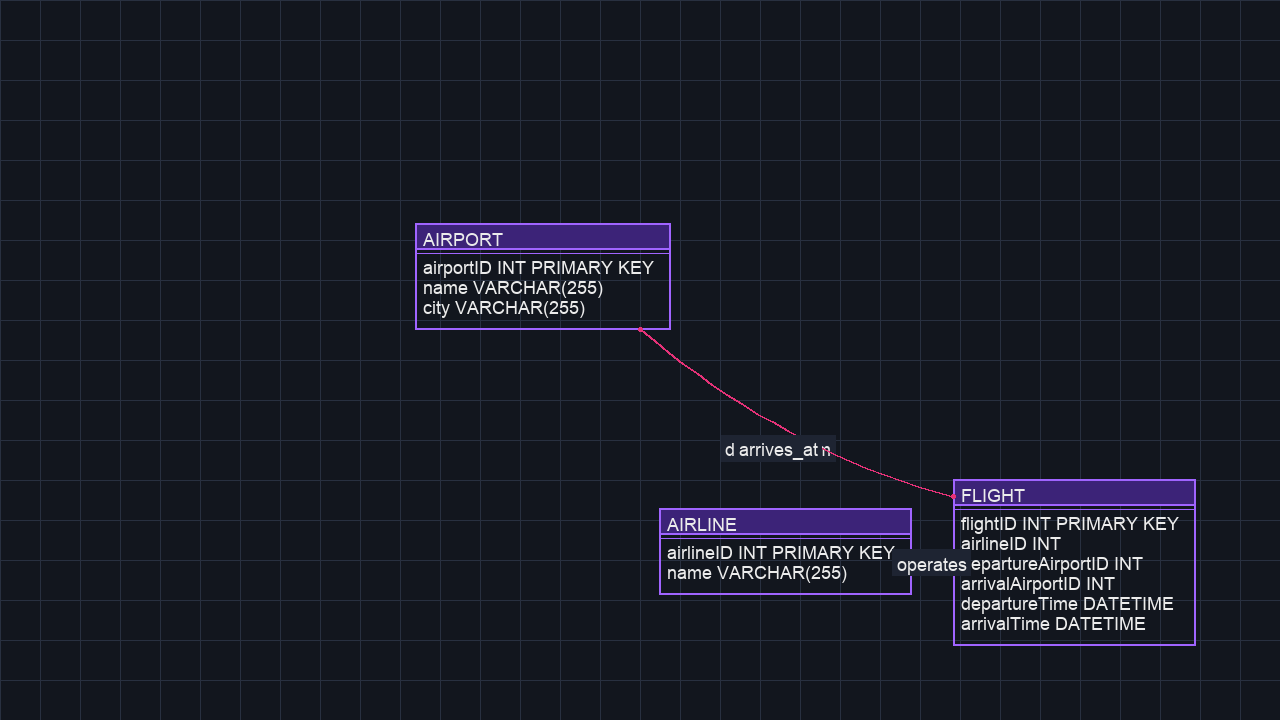 AIRPORT
airportID INT PRIMARY KEY
name VARCHAR(255)
city VARCHAR(255)
arrives_at
FLIGHT
flightID INT PRIMARY KEY
airlineID INT
epartureAirportID INT
arrivalAirportID INT
departureTime DATETIME
arrivalTime DATETIME
AIRLINE
airlineID INT PRIMARY KEY
name VARCHAR(255)
operates